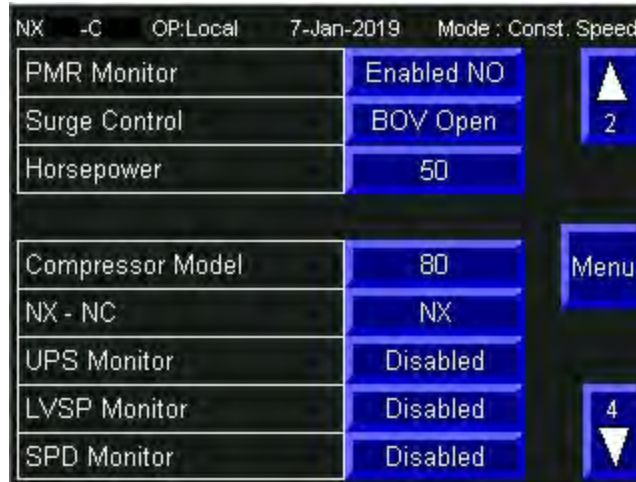 NX -C OP:Local 7-Jan-2019 Mode : Const. Speed
PMR Monitor Enabled NO
2
Surge Control BOV Open
Horsepower 50
Compressor Model 80
Menu
NX - NC NX
UPS Monitor Disabled
LVSP Monitor Disabled
4
SPD Monitor Disabled